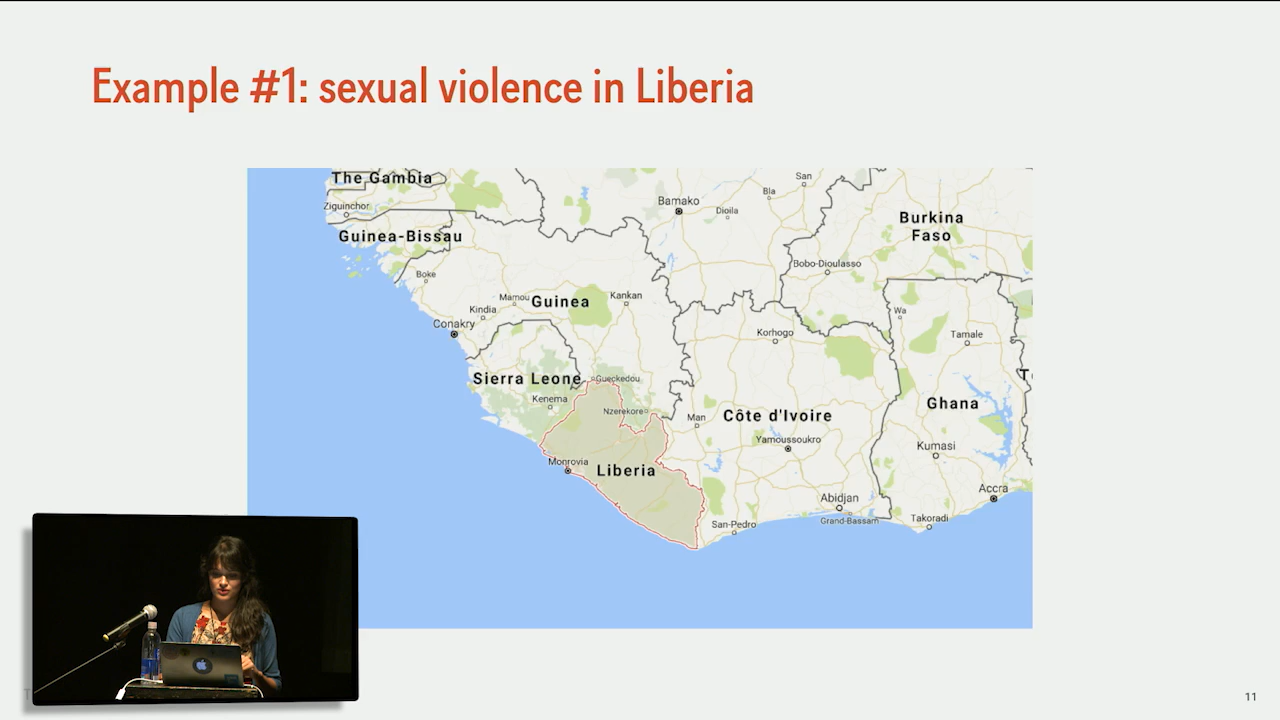 Example #1: sexual violence in Liberia
The Gambia
Ziguinchor
Guinea-Bissau
Boke
Kindia
Mamou
Guinea
Kankan
Conakry
Sierra Leone
Kenema
Gueckedou
Nzerekore
Monrovia
Liberia
Bamako
Dioila
Bla
San
Burkina
Faso
Bobo-Dioulasso
Korhogo
Wa
Tamale
Man
Côte d'Ivoire
Yamoussoukro
Ghana
Kumasi
Accra
Abidjan
Grand-Bassam
Takoradi
San-Pedro
T
11